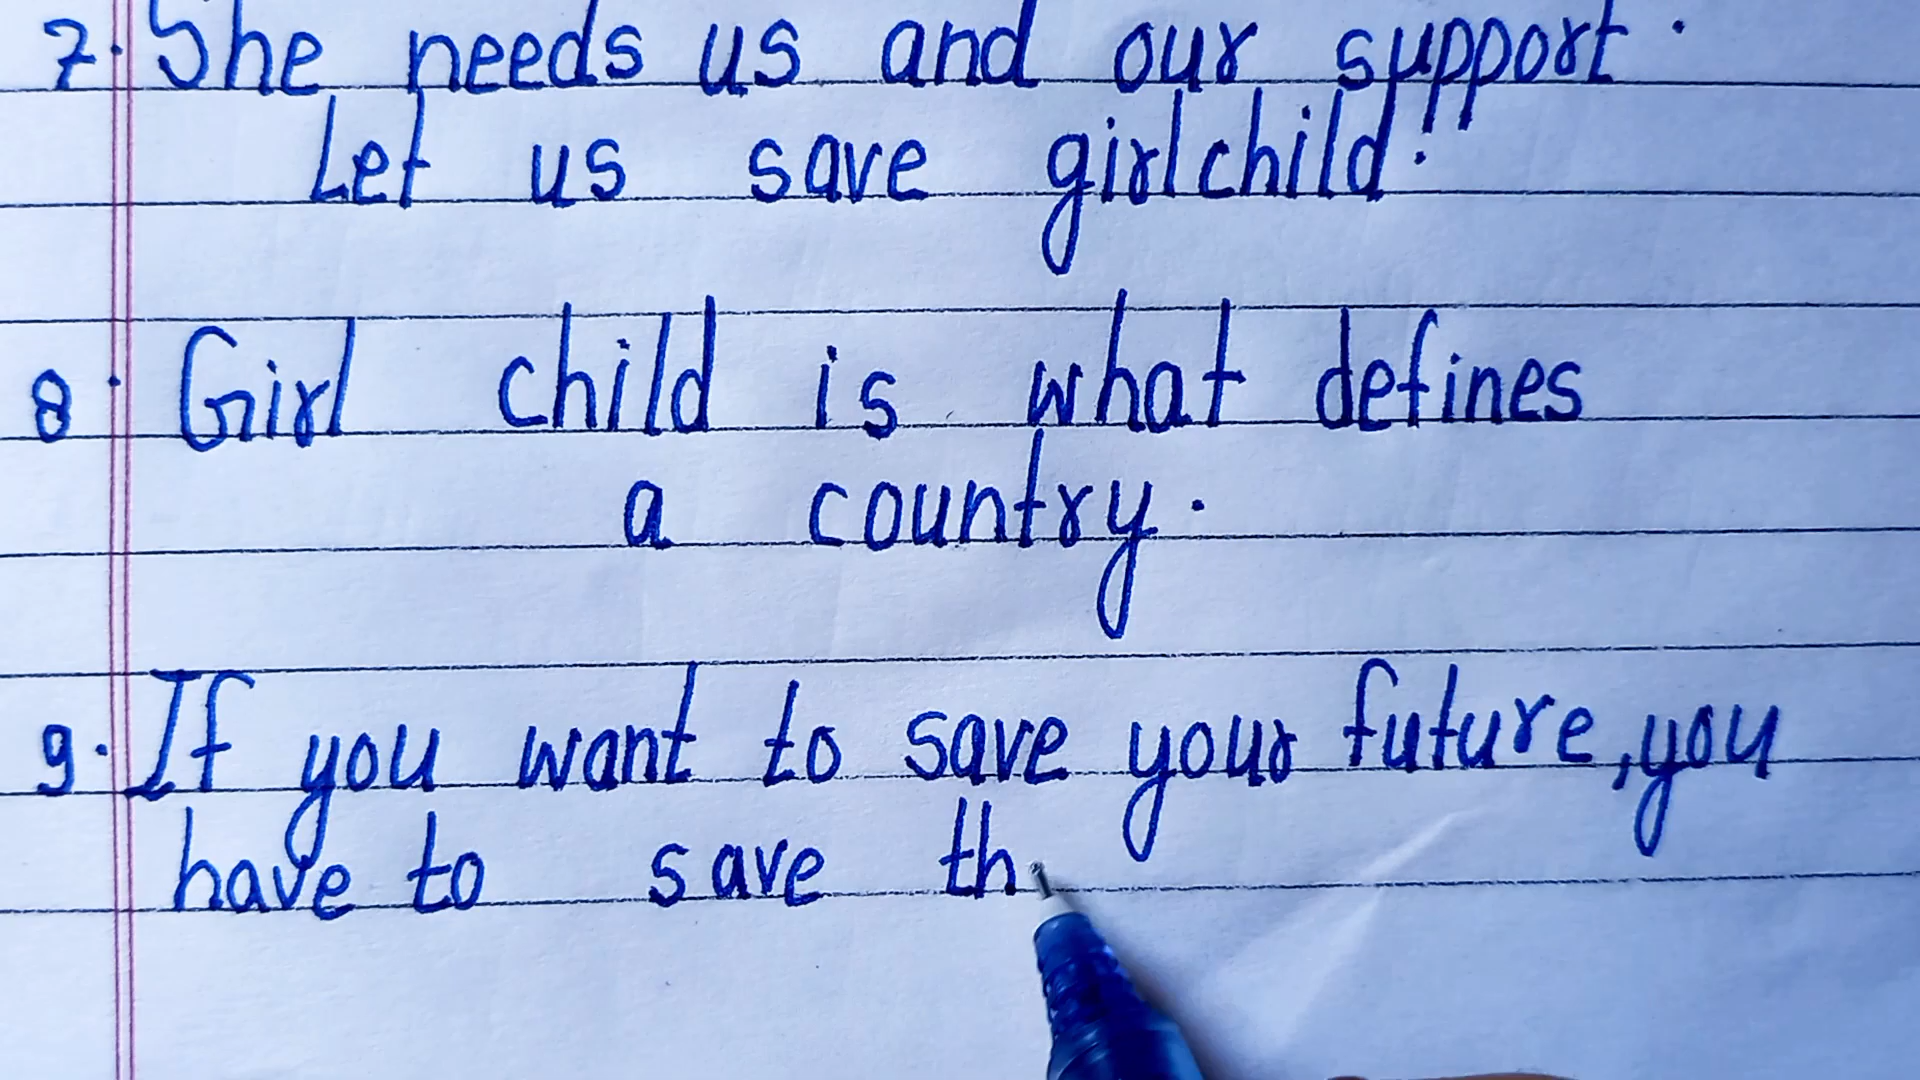 7. She needs us and our support.
Let us save girlchild!
8. Girl child is what defines
a country.
9. If you want to save your future, you
have to save th